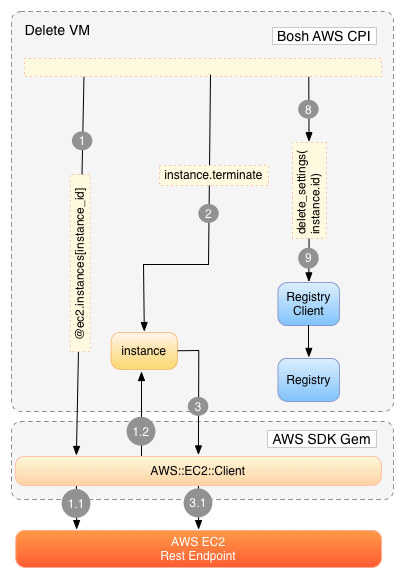 Delete VM
Bosh AWS CPI
1
8
@ec2.instances[instance_id]
instance.terminate
delete_settings(
instance.id)
2
9
Registry
Client
instance
Registry
3
1.2
AWS SDK Gem
AWS::EC2::Client
1.1
3.1
AWS EC2
Rest Endpoint